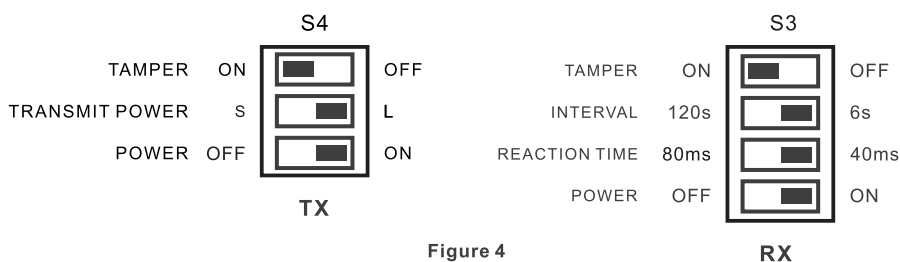 S4
TAMPER ON OFF
TRANSMIT POWER S L
POWER OFF ON
TX
S3
TAMPER ON OFF
INTERVAL 120s 6s
REACTION TIME 80ms 40ms
POWER OFF ON
RX
Figure 4